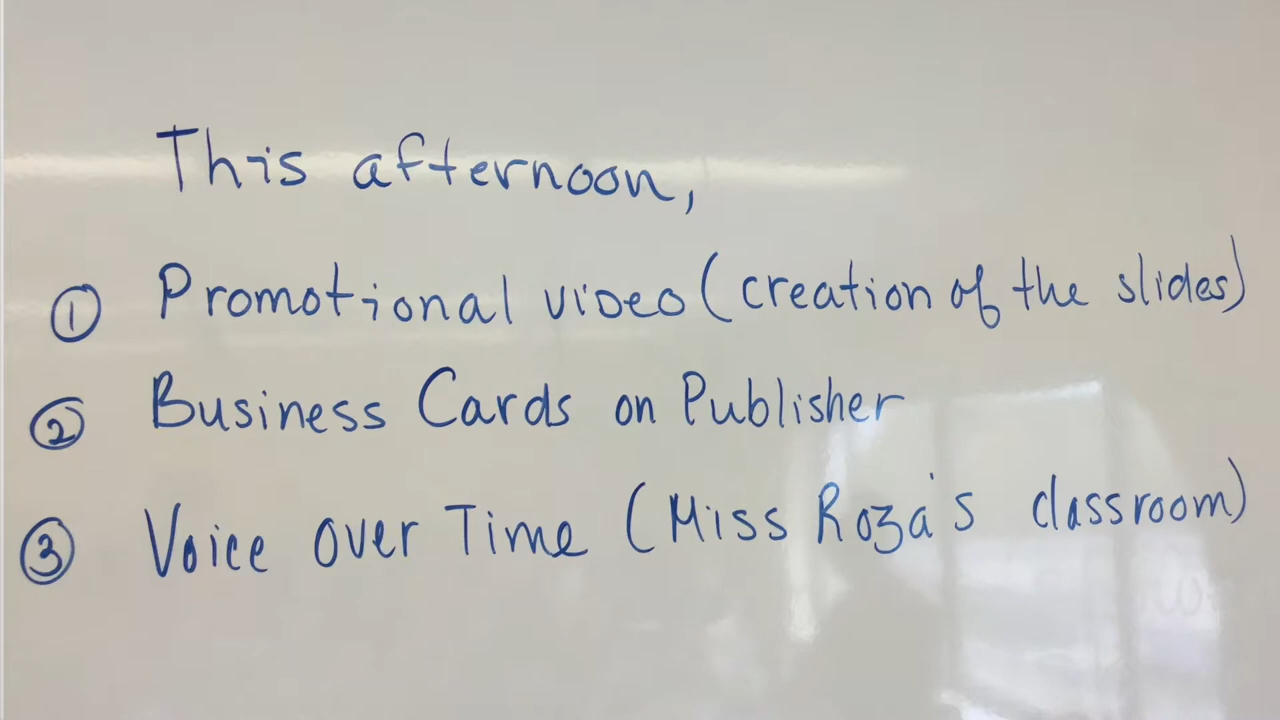 This afternoon,
① Promotional video (creation of the slides)
② Business Cards on Publisher
③ Voice over Time (Miss Roza's classroom)